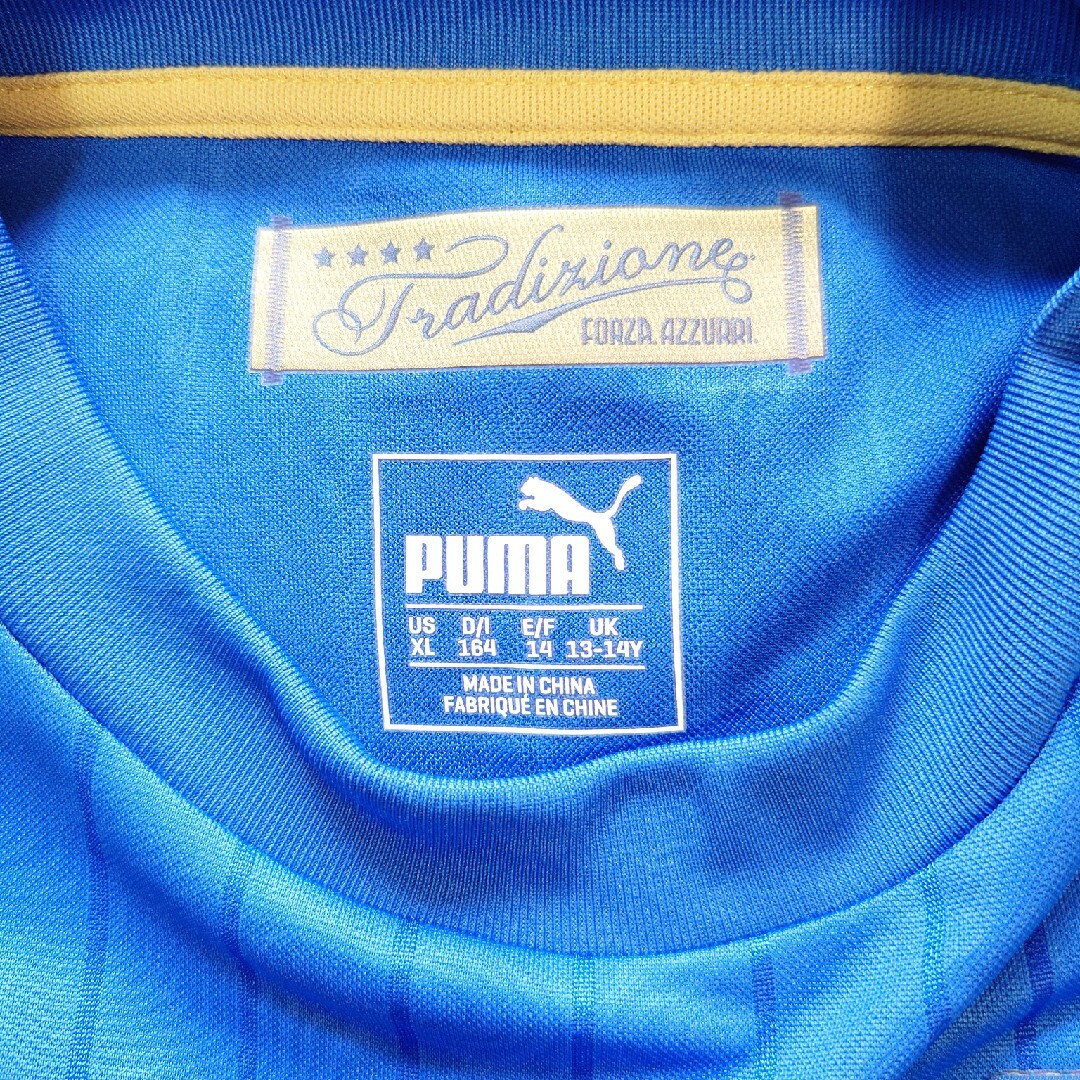 Tradizione
FORZA AZZURRI.
PUMA
US D/I E/F UK
XL 164 14 13-14Y
MADE IN CHINA
FABRIQUÉ EN CHINE